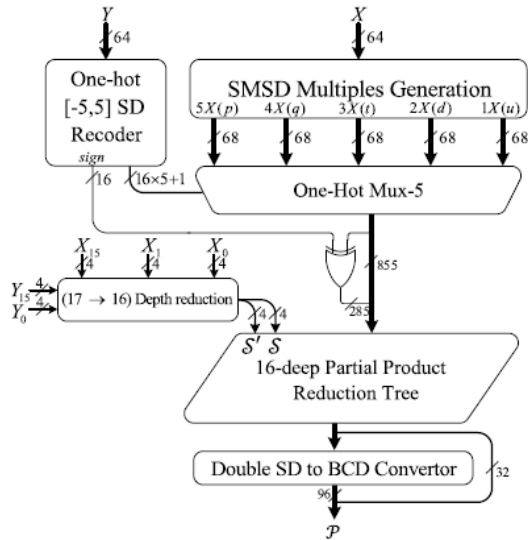 Y
X
64
64
One-hot
[-5,5] SD
Recoder
sign
SMSD Multiples Generation
5X(p) 4X(q) 3X(t) 2X(d) 1X(u)
68 68 68 68 68
16
16×5+1
One-Hot Mux-5
X15 X1 X0
4 4 4
855
Y15 4
Y0 4
(17 → 16) Depth reduction
285
4 4
S′ S
16-deep Partial Product
Reduction Tree
Double SD to BCD Convertor
32
96
P